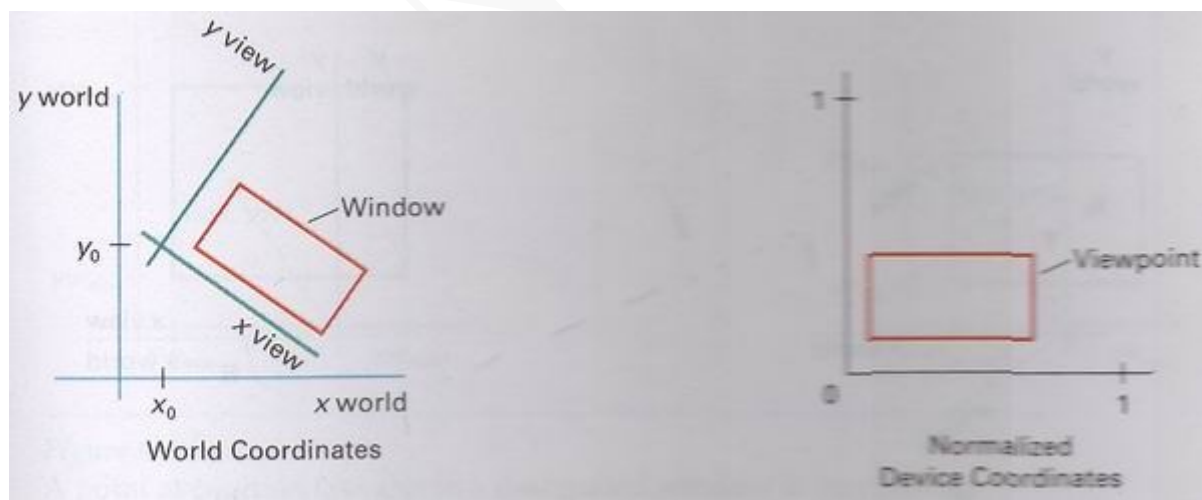 y view
y world
Window
y₀
x view
x₀
x world
World Coordinates
1
Viewpoint
0
1
Normalized
Device Coordinates